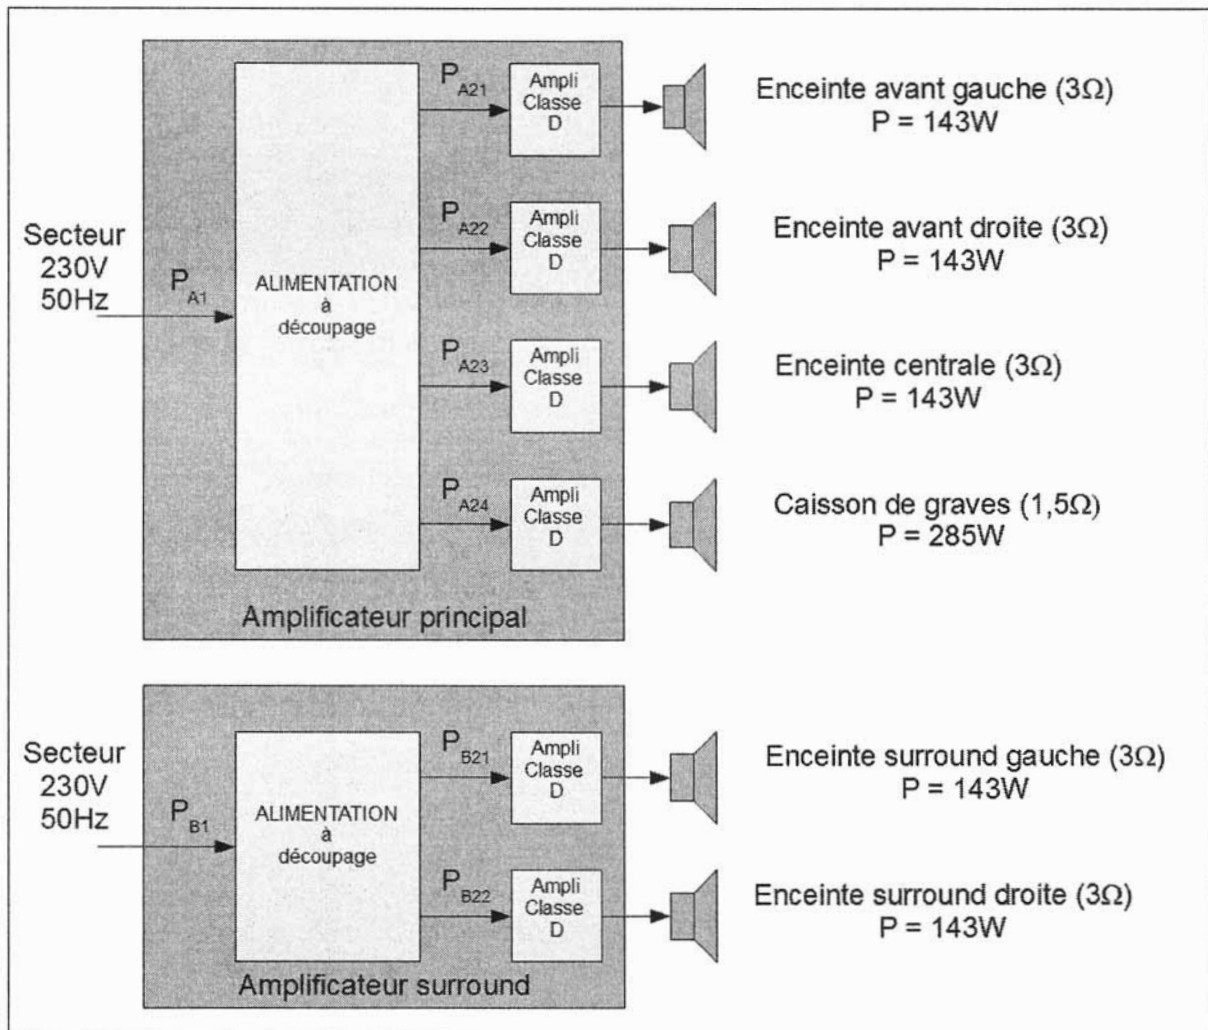 P_A21
Ampli
Classe
D
Enceinte avant gauche (3Ω)
P = 143W
P_A22
Ampli
Classe
D
Enceinte avant droite (3Ω)
P = 143W
Secteur
230V
50Hz
P_A1
ALIMENTATION
à
découpage
P_A23
Ampli
Classe
D
Enceinte centrale (3Ω)
P = 143W
P_A24
Ampli
Classe
D
Caisson de graves (1,5Ω)
P = 285W
Amplificateur principal
Secteur
230V
50Hz
P_B1
ALIMENTATION
à
découpage
P_B21
Ampli
Classe
D
Enceinte surround gauche (3Ω)
P = 143W
P_B22
Ampli
Classe
D
Enceinte surround droite (3Ω)
P = 143W
Amplificateur surround